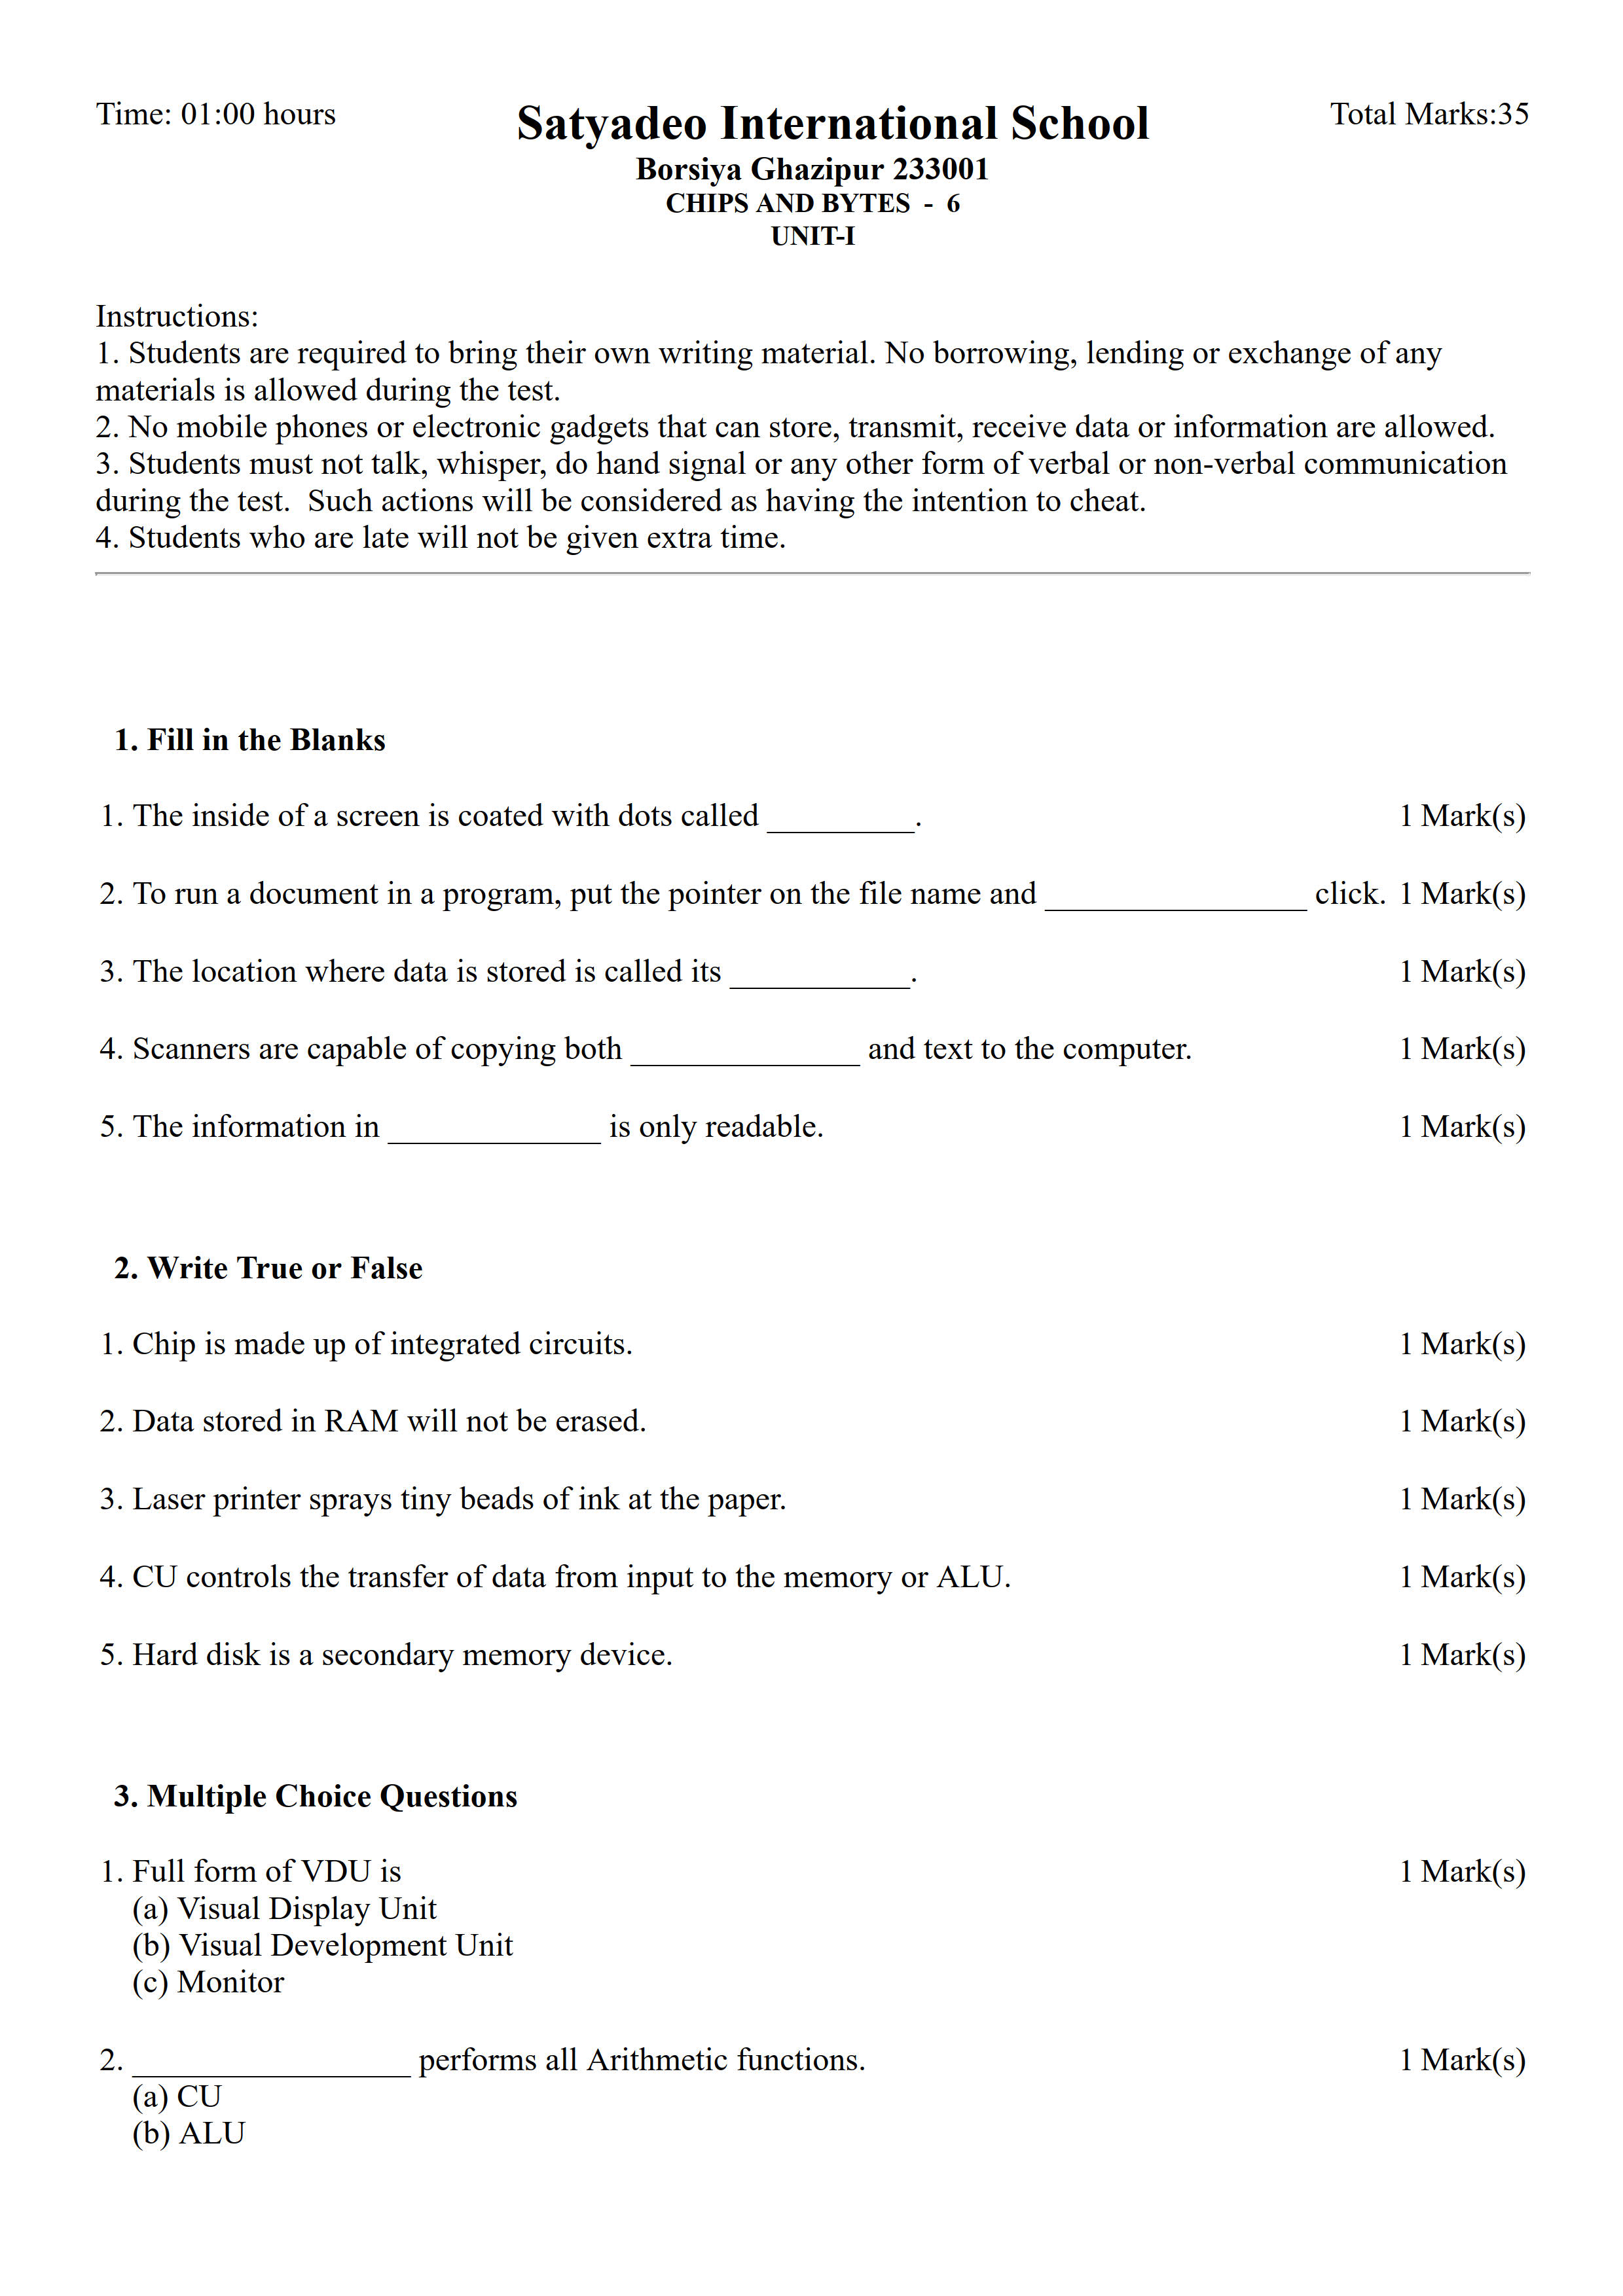 Time: 01:00 hours
Satyadeo International School
Total Marks:35
Borsiya Ghazipur 233001
CHIPS AND BYTES - 6
UNIT-I
Instructions:
1. Students are required to bring their own writing material. No borrowing, lending or exchange of any
materials is allowed during the test.
2. No mobile phones or electronic gadgets that can store, transmit, receive data or information are allowed.
3. Students must not talk, whisper, do hand signal or any other form of verbal or non-verbal communication
during the test.  Such actions will be considered as having the intention to cheat.
4. Students who are late will not be given extra time.
1. Fill in the Blanks
1. The inside of a screen is coated with dots called _________. 1 Mark(s)
2. To run a document in a program, put the pointer on the file name and ________________ click. 1 Mark(s)
3. The location where data is stored is called its ___________. 1 Mark(s)
4. Scanners are capable of copying both ______________ and text to the computer. 1 Mark(s)
5. The information in _____________ is only readable. 1 Mark(s)
2. Write True or False
1. Chip is made up of integrated circuits. 1 Mark(s)
2. Data stored in RAM will not be erased. 1 Mark(s)
3. Laser printer sprays tiny beads of ink at the paper. 1 Mark(s)
4. CU controls the transfer of data from input to the memory or ALU. 1 Mark(s)
5. Hard disk is a secondary memory device. 1 Mark(s)
3. Multiple Choice Questions
1. Full form of VDU is 1 Mark(s)
(a) Visual Display Unit
(b) Visual Development Unit
(c) Monitor
2. _________________ performs all Arithmetic functions. 1 Mark(s)
(a) CU
(b) ALU